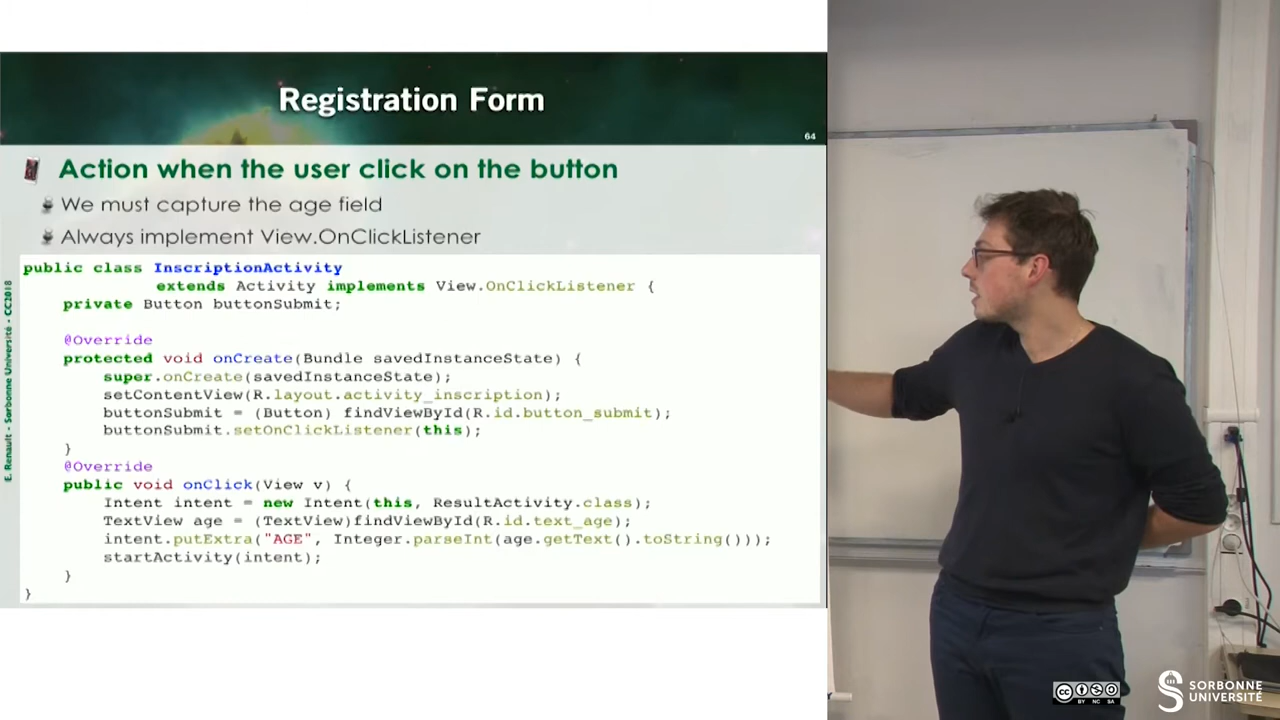 Registration Form
64
Action when the user click on the button
We must capture the age field
Always implement View.OnClickListener
public class InscriptionActivity
extends Activity implements View.OnClickListener {
private Button buttonSubmit;
@Override
protected void onCreate(Bundle savedInstanceState) {
super.onCreate(savedInstanceState);
setContentView(R.layout.activity_inscription);
buttonSubmit = (Button) findViewById(R.id.button_submit);
buttonSubmit.setOnClickListener(this);
}
@Override
public void onClick(View v) {
Intent intent = new Intent(this, ResultActivity.class);
TextView age = (TextView)findViewById(R.id.text_age);
intent.putExtra("AGE", Integer.parseInt(age.getText().toString()));
startActivity(intent);
}
}
E. Renault - Sorbonne Université - CC2018
cc BY NC SA
SORBONNE
UNIVERSITÉ